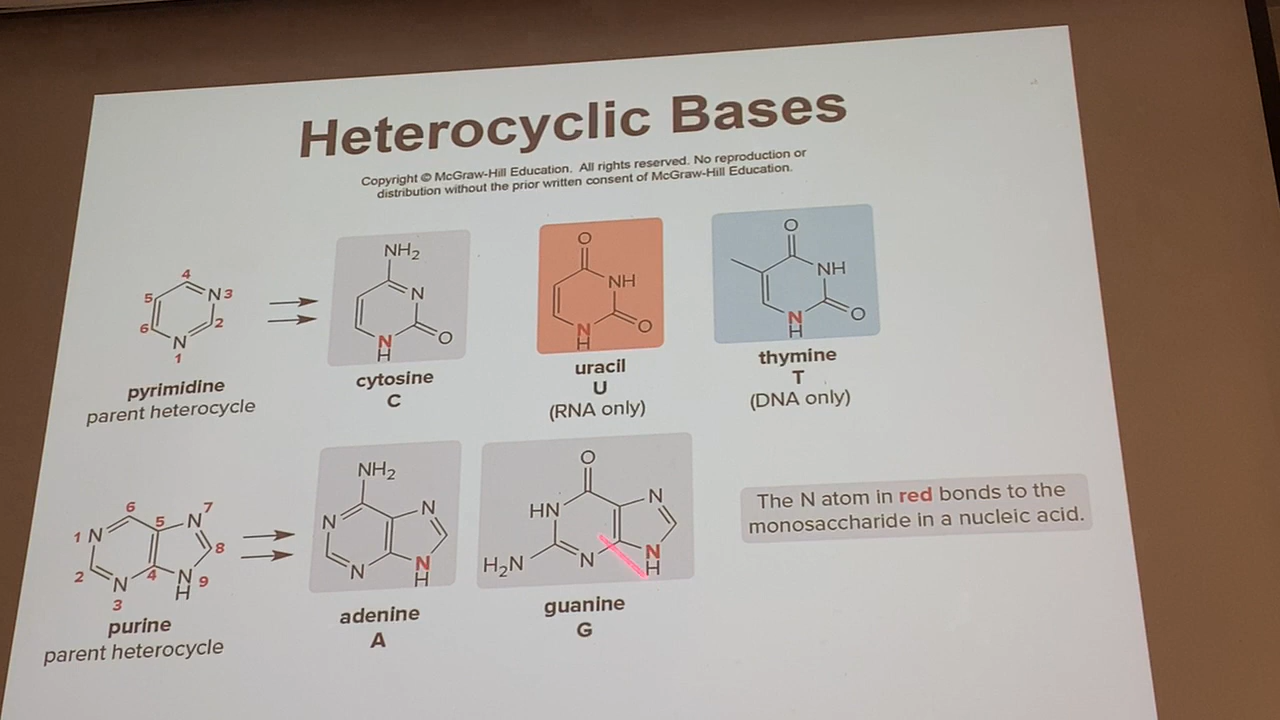 Heterocyclic Bases
Copyright © McGraw-Hill Education. All rights reserved. No reproduction or
distribution without the prior written consent of McGraw-Hill Education.
4
5
N 3
6
2
N
1
pyrimidine
parent heterocycle
NH₂
N
O
N
H
cytosine
C
O
NH
O
N
H
uracil
U
(RNA only)
O
NH
O
N
H
thymine
T
(DNA only)
6
7
5
N
1 N
8
2
4
N
N
9
H
3
purine
parent heterocycle
NH₂
N
N
N
N
H
adenine
A
O
N
HN
N
H₂N
N
H
guanine
G
The N atom in red bonds to the
monosaccharide in a nucleic acid.